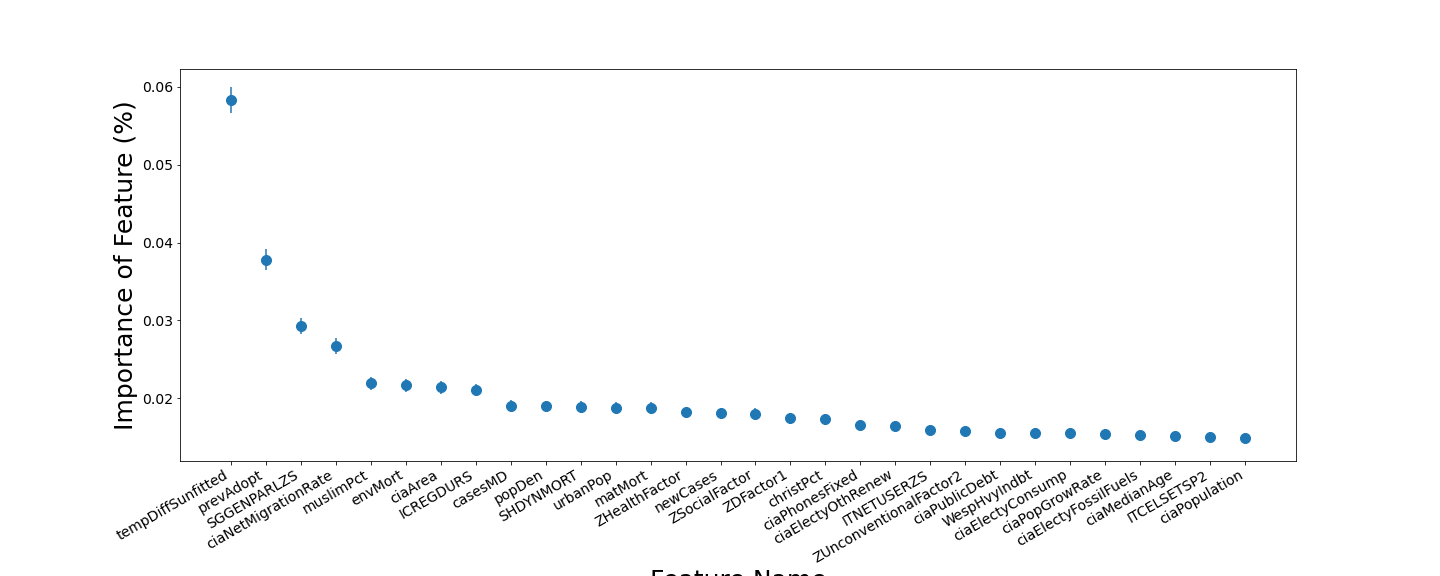 Importance of Feature (%)
0.06
0.05
0.04
0.03
0.02
tempDiffSunfitted
prevAdopt
SGGENPARLZS
ciaNetMigrationRate
muslimPct
envMort
ciaArea
ICREGDURS
casesMD
popDen
SHDYNMORT
urbanPop
matMort
ZHealthFactor
newCases
ZSocialFactor
ZDFactor1
christPct
ciaPhonesFixed
ciaElectyOthRenew
ITNETUSERZS
ZUnconventionalFactor2
ciaPublicDebt
WespHvyIndbt
ciaElectyConsump
ciaPopGrowRate
ciaElectyFossilFuels
ciaMedianAge
ITCELSETSP2
ciaPopulation
Feature Name